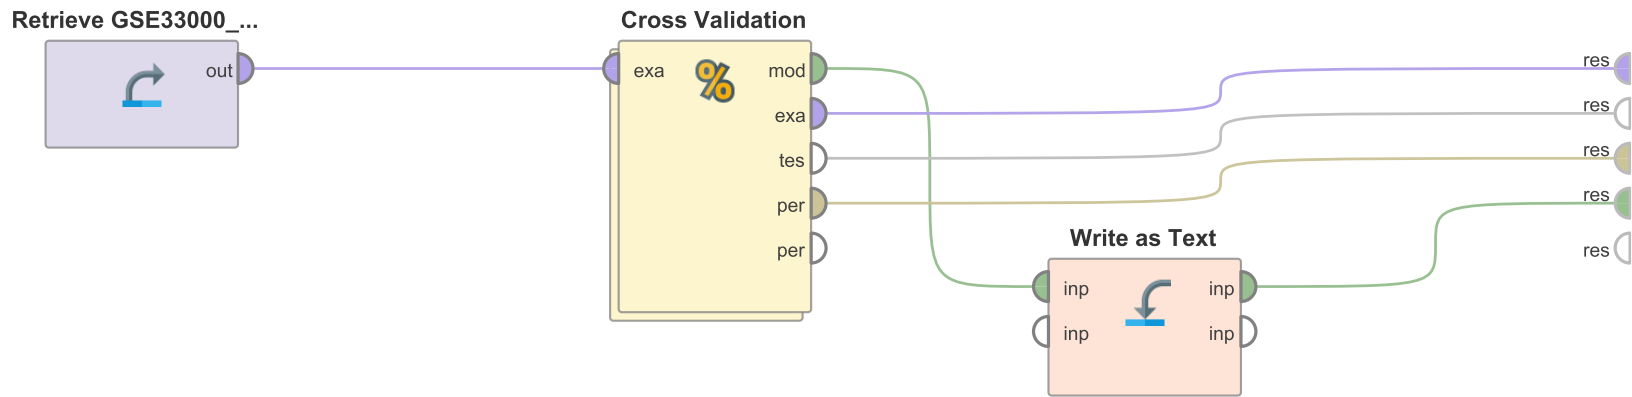 Retrieve GSE33000_...
out
Cross Validation
exa
%
mod
exa
tes
per
per
Write as Text
inp
inp
inp
inp
res
res
res
res
res